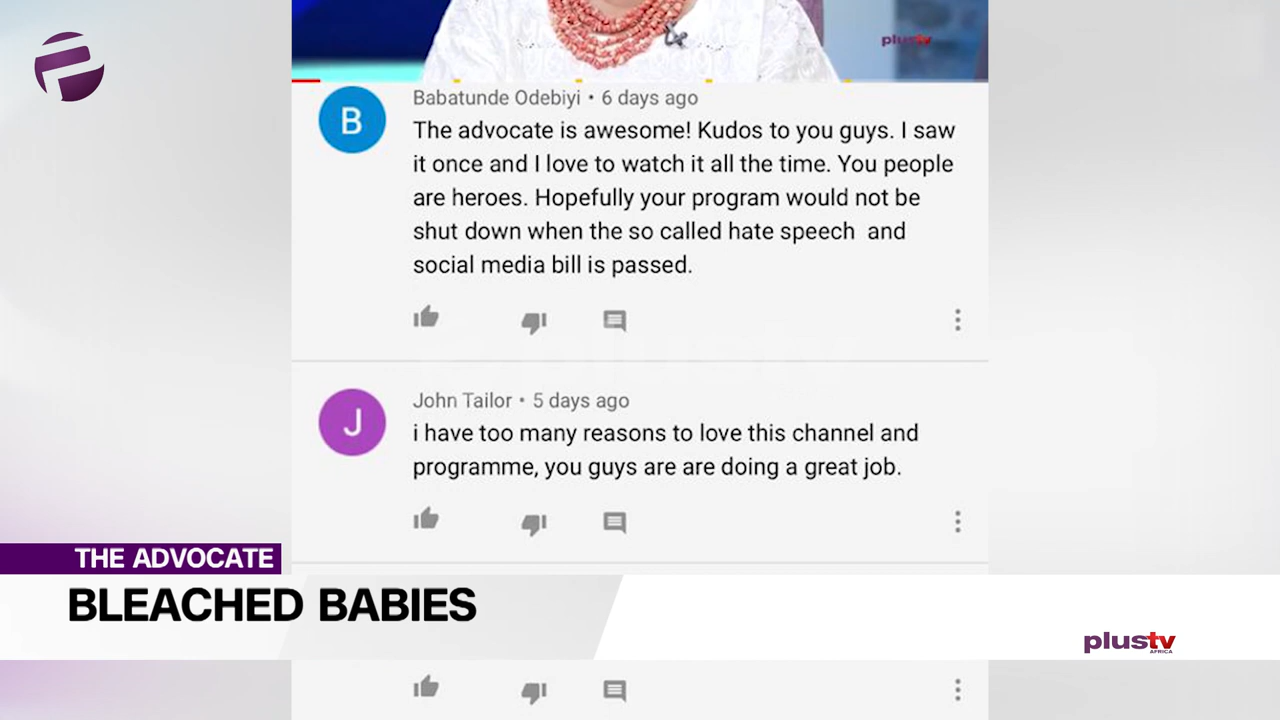 plustv
Babatunde Odebiyi • 6 days ago
B
The advocate is awesome! Kudos to you guys. I saw
it once and I love to watch it all the time. You people
are heroes. Hopefully your program would not be
shut down when the so called hate speech and
social media bill is passed.
John Tailor • 5 days ago
J
i have too many reasons to love this channel and
programme, you guys are are doing a great job.
THE ADVOCATE
BLEACHED BABIES
plustv
AFRICA